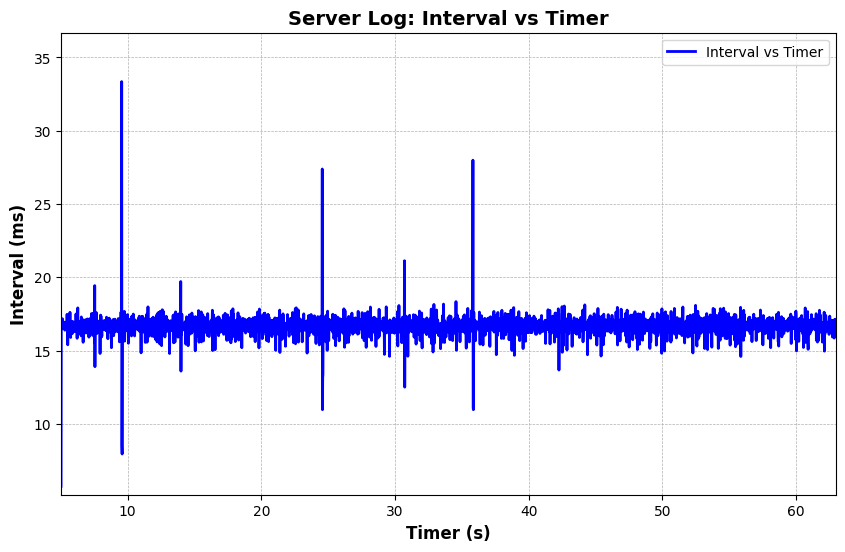 Server Log: Interval vs Timer
Interval vs Timer
35
30
25
20
15
10
Interval (ms)
10 20 30 40 50 60
Timer (s)